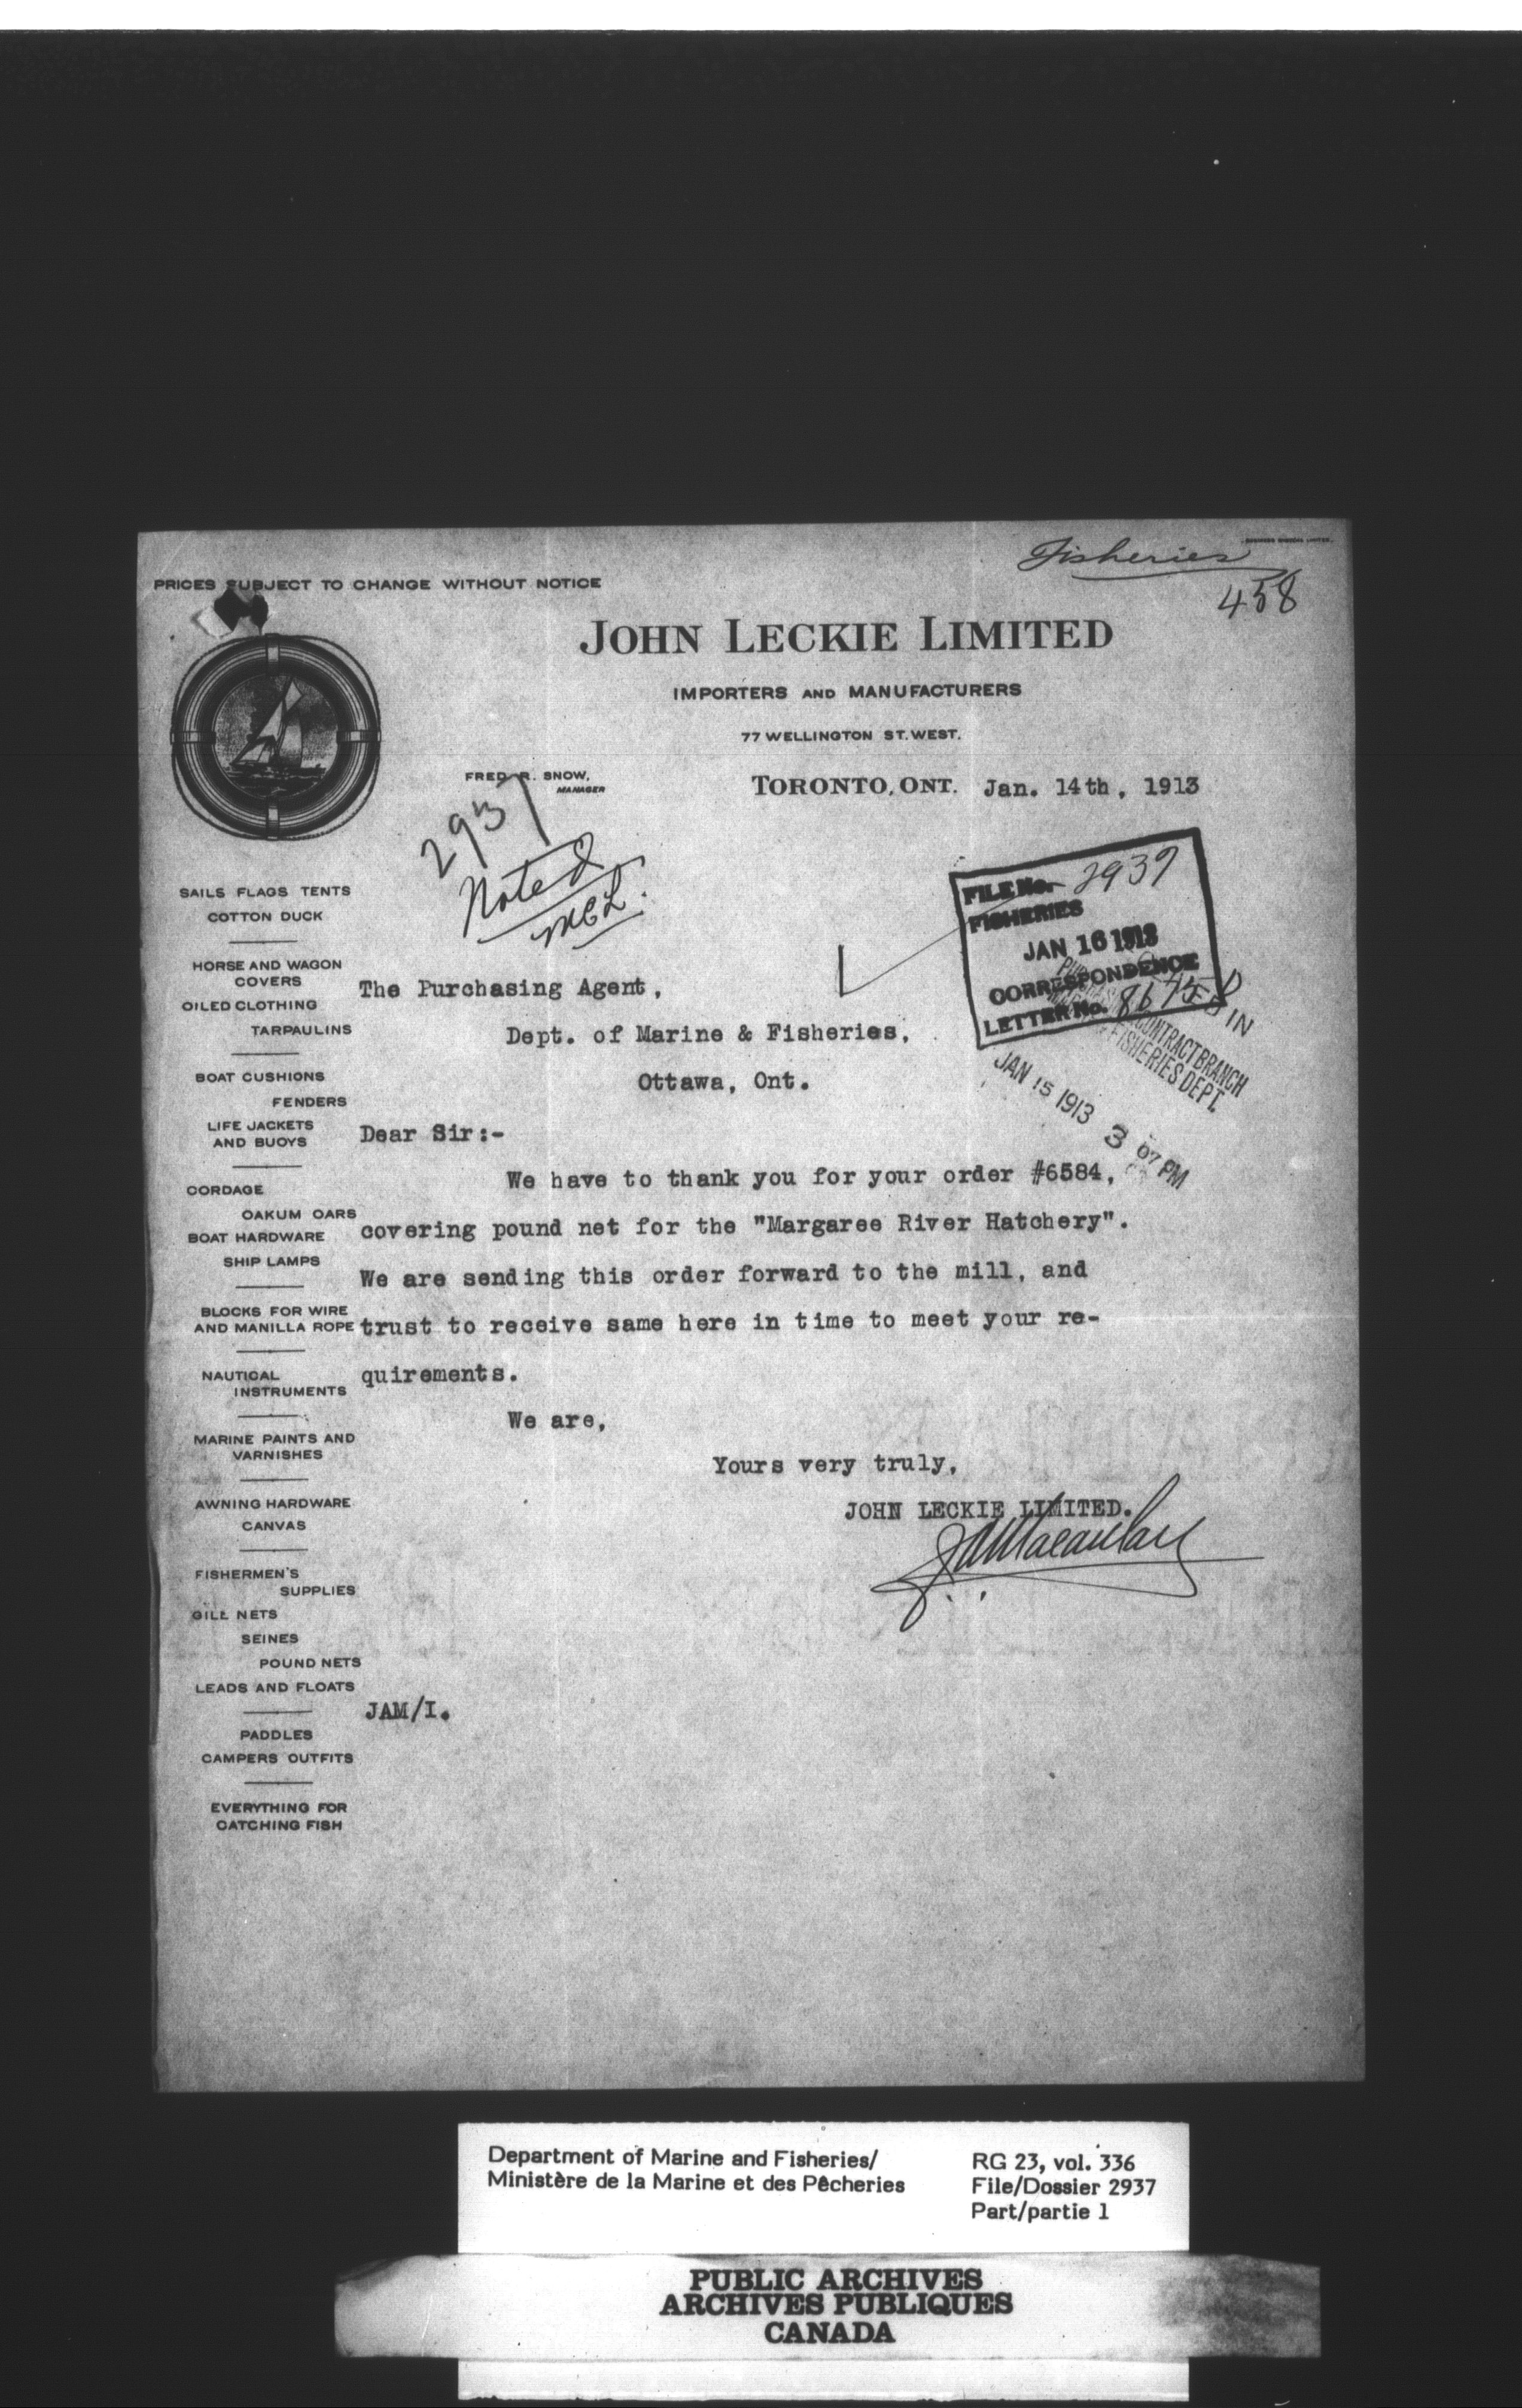 Fisheries
458
PRICES SUBJECT TO CHANGE WITHOUT NOTICE
JOHN LECKIE LIMITED
IMPORTERS AND MANUFACTURERS
77 WELLINGTON ST. WEST.
FRED R. SNOW,
MANAGER
TORONTO, ONT. Jan. 14th, 1913
2937
Noted
FILE No. 2937
FISHERIES
JAN 16 1913
CORRESPONDENCE
LETTER No. 8675
IN
CONTRACT BRANCH
FISHERIES DEPT.
JAN 15 1913 3 07 PM
SAILS FLAGS TENTS
COTTON DUCK
HORSE AND WAGON
COVERS
OILED CLOTHING
TARPAULINS
BOAT CUSHIONS
FENDERS
LIFE JACKETS
AND BUOYS
CORDAGE
OAKUM OARS
BOAT HARDWARE
SHIP LAMPS
BLOCKS FOR WIRE
AND MANILLA ROPE
NAUTICAL
INSTRUMENTS
MARINE PAINTS AND
VARNISHES
AWNING HARDWARE
CANVAS
FISHERMEN'S
SUPPLIES
GILL NETS
SEINES
POUND NETS
LEADS AND FLOATS
PADDLES
CAMPERS OUTFITS
EVERYTHING FOR
CATCHING FISH
The Purchasing Agent,
Dept. of Marine & Fisheries,
Ottawa, Ont.
Dear Sir:-
We have to thank you for your order #6584,
covering pound net for the "Margaree River Hatchery".
We are sending this order forward to the mill, and
trust to receive same here in time to meet your re-
quirements.
We are,
Yours very truly,
JOHN LECKIE LIMITED.
JAMacaulay
JAM/I.
Department of Marine and Fisheries/
Ministère de la Marine et des Pêcheries
RG 23, vol. 336
File/Dossier 2937
Part/partie 1
PUBLIC ARCHIVES
ARCHIVES PUBLIQUES
CANADA